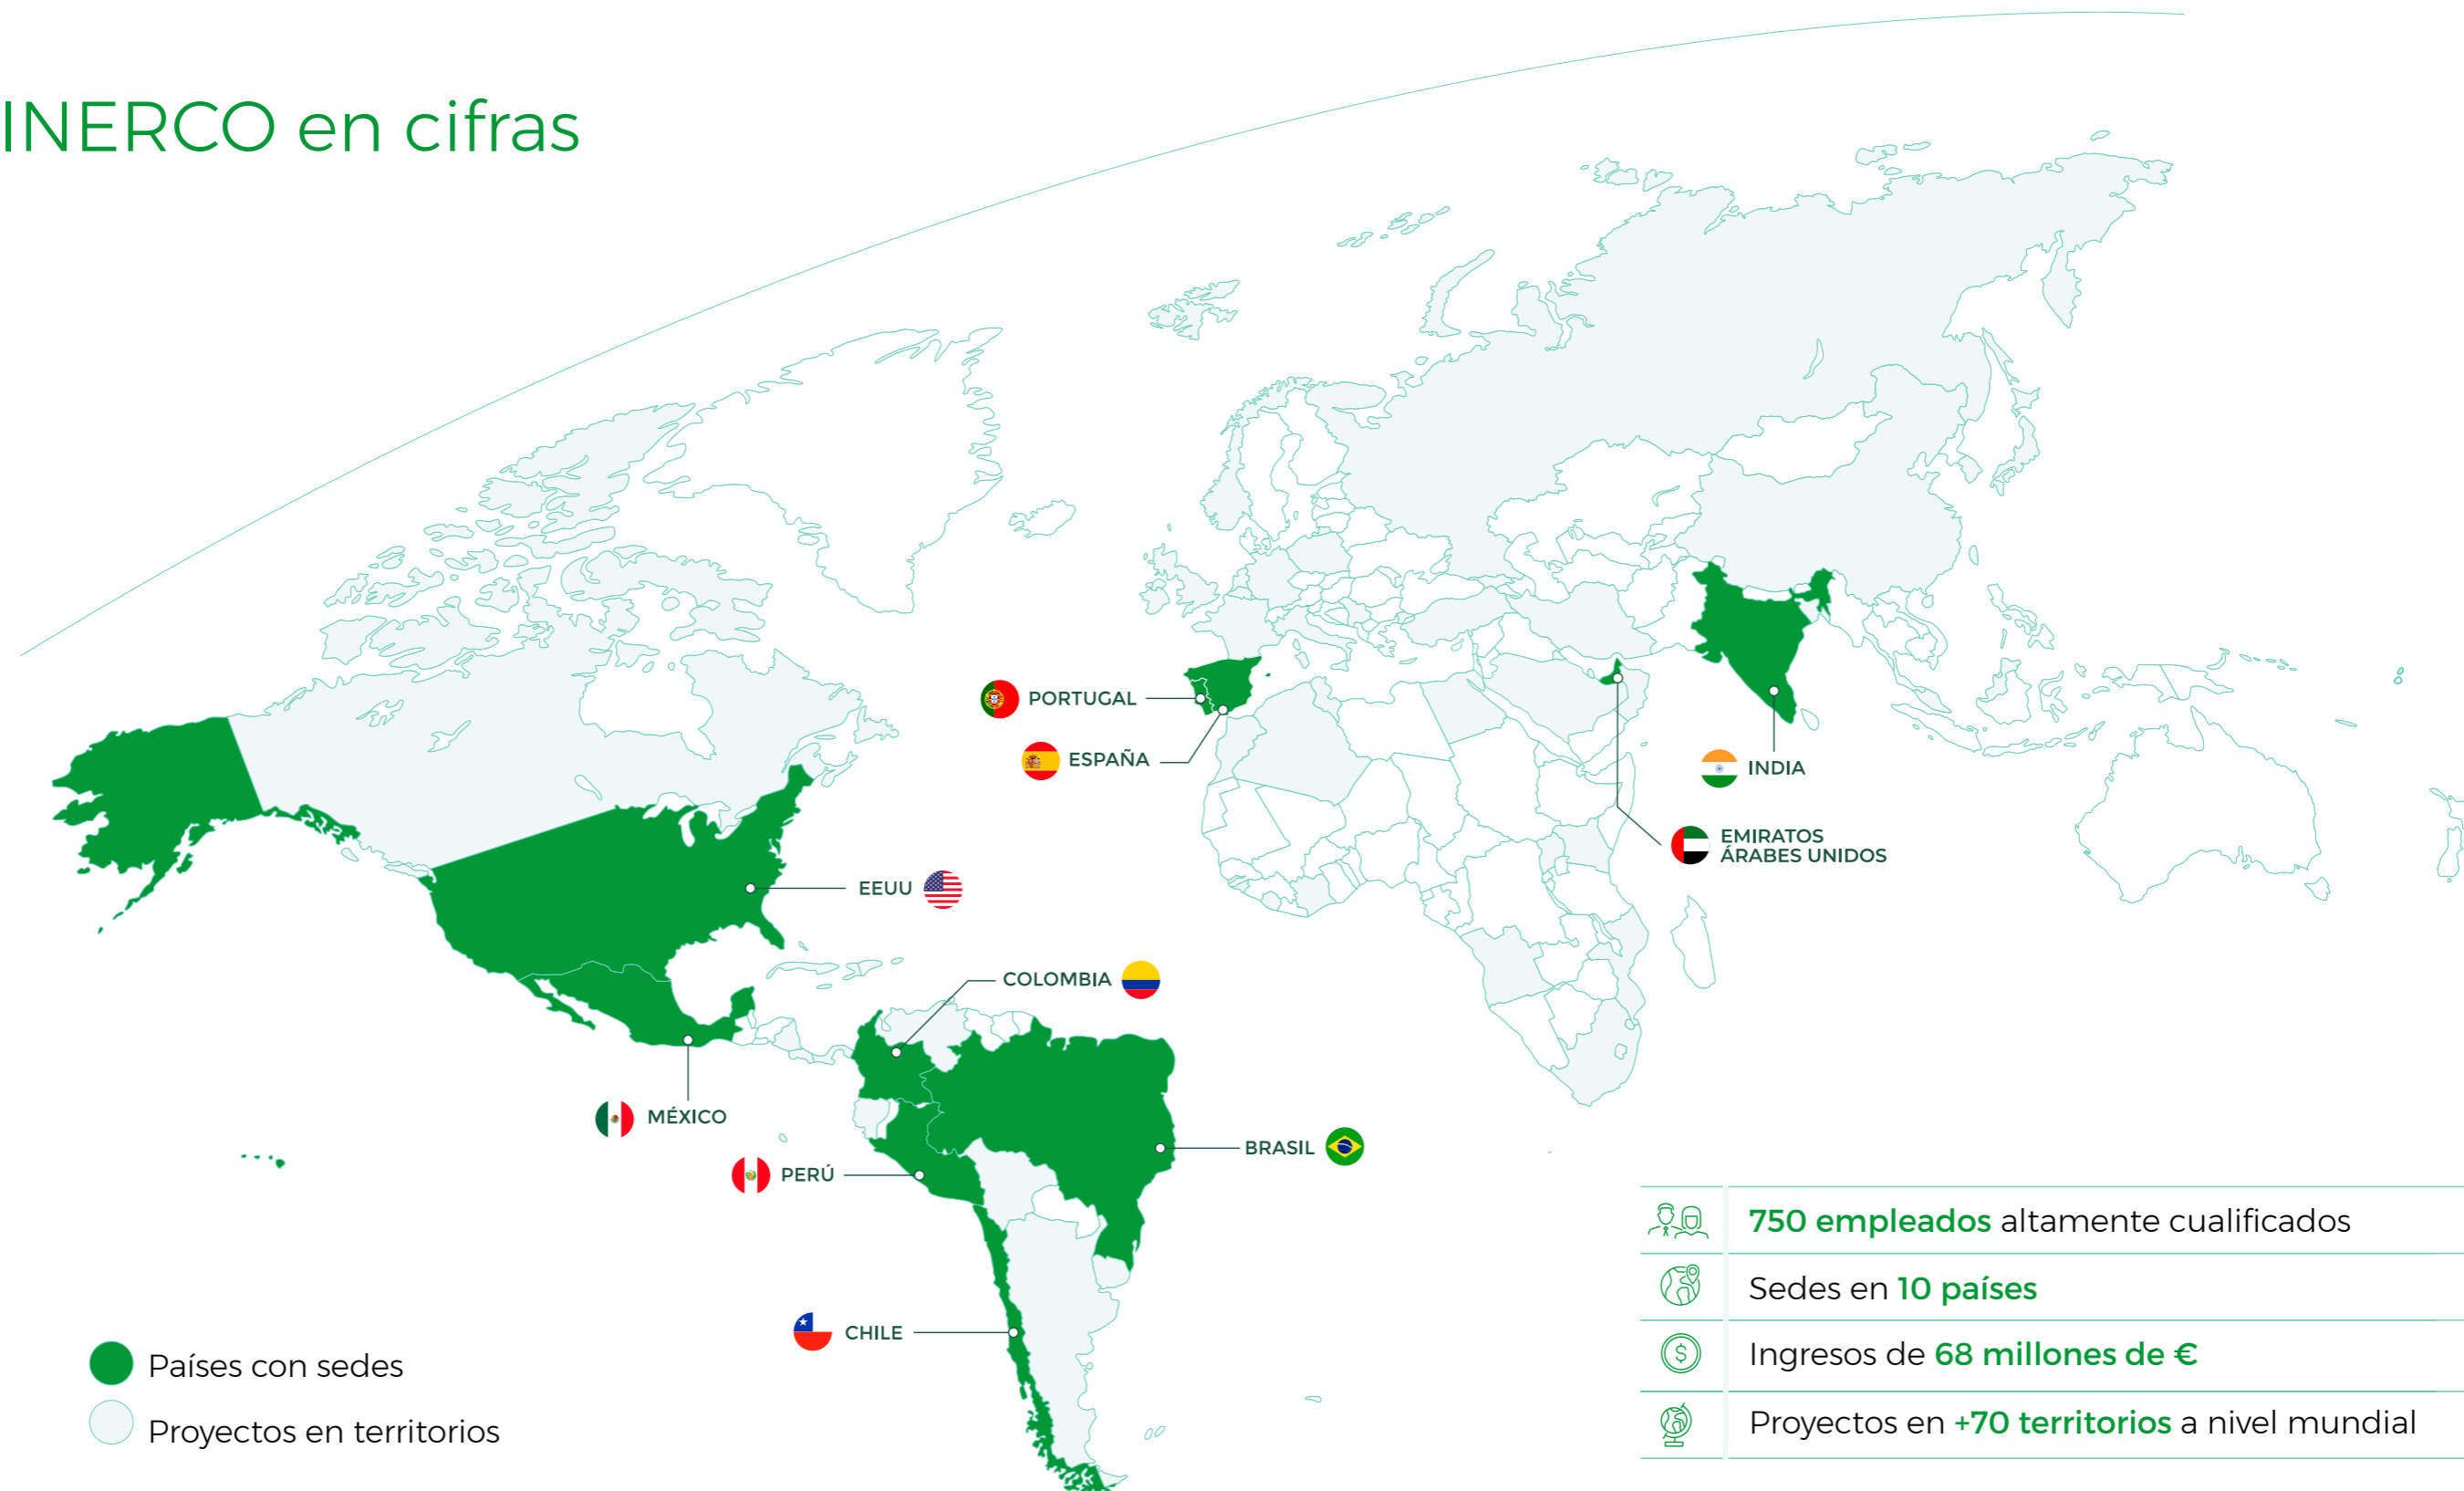 INERCO en cifras
PORTUGAL
ESPAÑA
INDIA
EMIRATOS
ÁRABES UNIDOS
EEUU
COLOMBIA
MÉXICO
PERÚ
BRASIL
CHILE
Países con sedes
Proyectos en territorios
750 empleados altamente cualificados
Sedes en 10 países
Ingresos de 68 millones de €
Proyectos en +70 territorios a nivel mundial